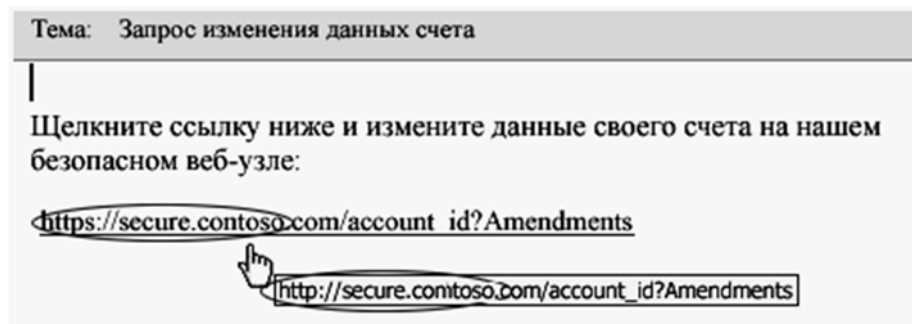 Тема: Запрос изменения данных счета
Щелкните ссылку ниже и измените данные своего счета на нашем
безопасном веб-узле:
https://secure.contoso.com/account_id?Amendments
http://secure.comtoso.com/account_id?Amendments